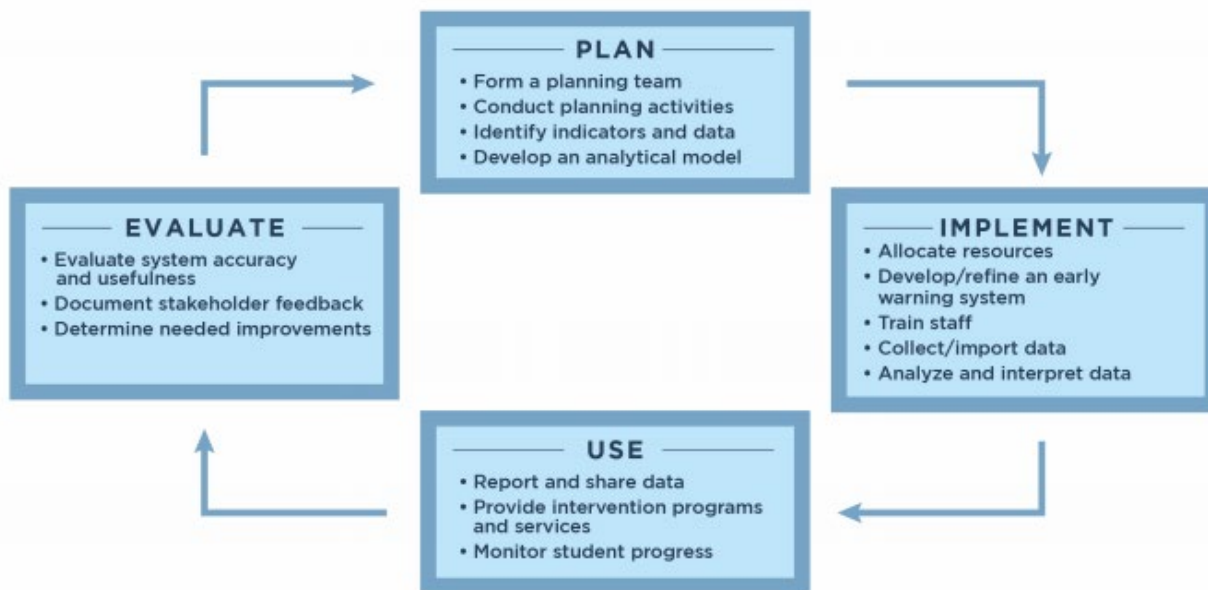 PLAN
• Form a planning team
• Conduct planning activities
• Identify indicators and data
• Develop an analytical model
IMPLEMENT
• Allocate resources
• Develop/refine an early
warning system
• Train staff
• Collect/import data
• Analyze and interpret data
USE
• Report and share data
• Provide intervention programs
and services
• Monitor student progress
EVALUATE
• Evaluate system accuracy
and usefulness
• Document stakeholder feedback
• Determine needed improvements